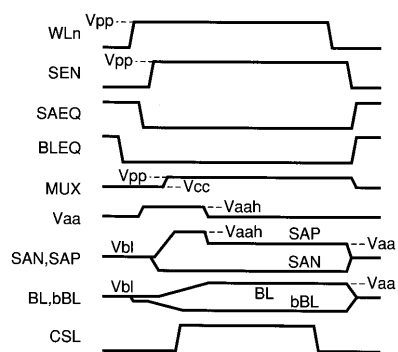 WLn Vpp
SEN Vpp
SAEQ
BLEQ
MUX Vpp Vcc
Vaa Vaah
SAN,SAP Vbl Vaah SAP Vaa SAN
BL,bBL Vbl BL bBL Vaa
CSL